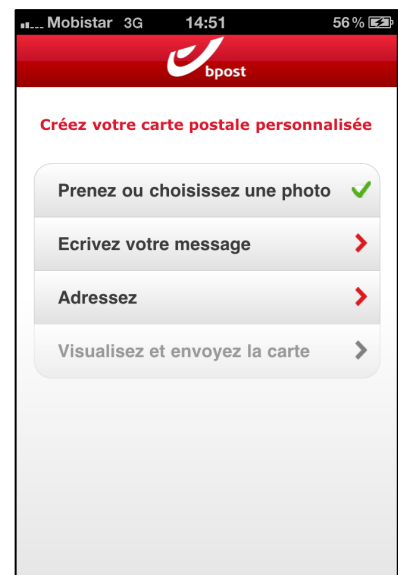 Mobistar 3G 14:51 56 %
bpost
Créez votre carte postale personnalisée
Prenez ou choisissez une photo
Ecrivez votre message
Adressez
Visualisez et envoyez la carte